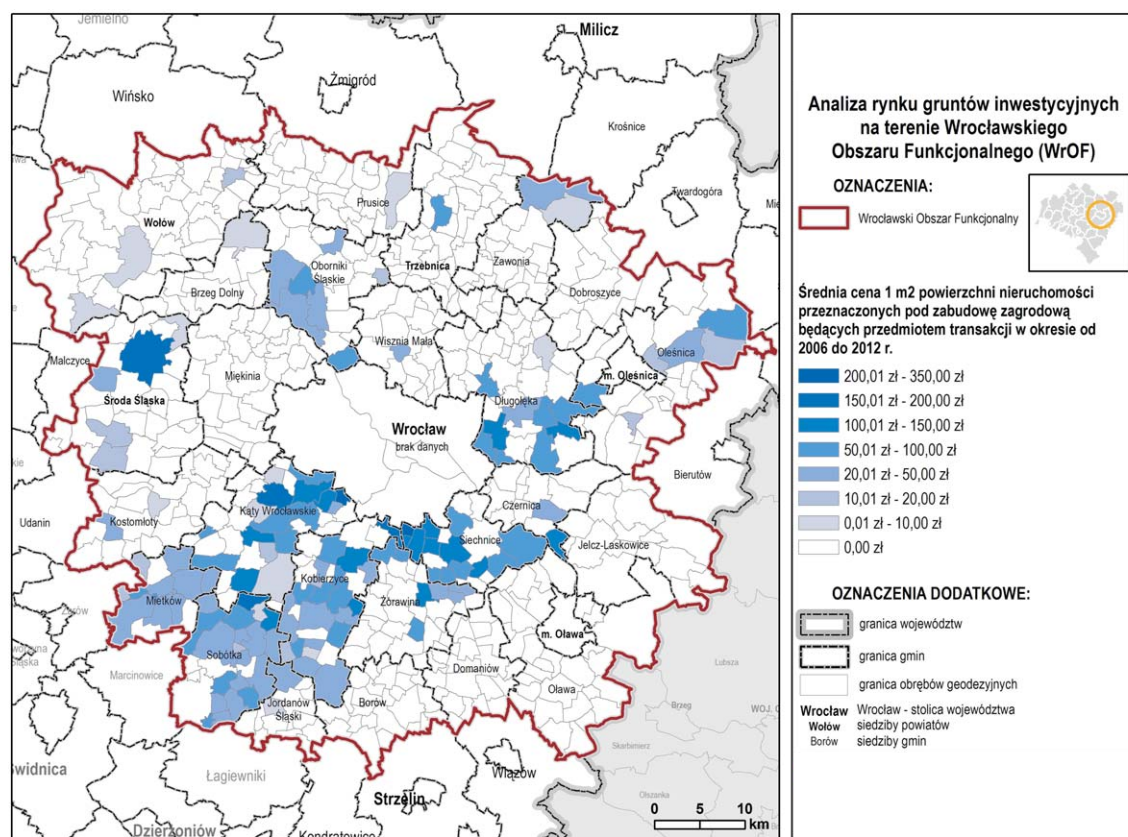 Jemielno
Milicz
Żmigród
Wińsko
Krośnice
Twardogóra
Prusice
Wołów
Trzebnica
Zawonia
Oborniki
Śląskie
Brzeg Dolny
Dobroszyce
Wisznia Mała
Oleśnica
Malczyce
Miękinia
m. Oleśnica
Środa Śląska
Długołęka
Wrocław
brak danych
Bierutów
Kąty Wrocławskie
Czernica
Udanin
Kostomłoty
Siechnice
Jelcz-Laskowice
Kobierzyce
Mietków
Żórawina
m. Oława
Sobótka
Marcinowice
Domaniów
Lubsza
Jordanów
Śląski
Borów
Oława
Brzeg
WOJ. O
Skarbimierz
Świdnica
Łagiewniki
Wiązów
Olszanka
Strzelin
Dzierżoniów
Kondratowice
0 5 10
km
Analiza rynku gruntów inwestycyjnych
na terenie Wrocławskiego
Obszaru Funkcjonalnego (WrOF)
OZNACZENIA:
Wrocławski Obszar Funkcjonalny
Średnia cena 1 m2 powierzchni nieruchomości
przeznaczonych pod zabudowę zagrodową
będących przedmiotem transakcji w okresie od
2006 do 2012 r.
200,01 zł - 350,00 zł
150,01 zł - 200,00 zł
100,01 zł - 150,00 zł
50,01 zł - 100,00 zł
20,01 zł - 50,00 zł
10,01 zł - 20,00 zł
0,01 zł - 10,00 zł
0,00 zł
OZNACZENIA DODATKOWE:
granica województw
granica gmin
granica obrębów geodezyjnych
Wrocław Wrocław - stolica województwa
Wołów siedziby powiatów
Borów siedziby gmin